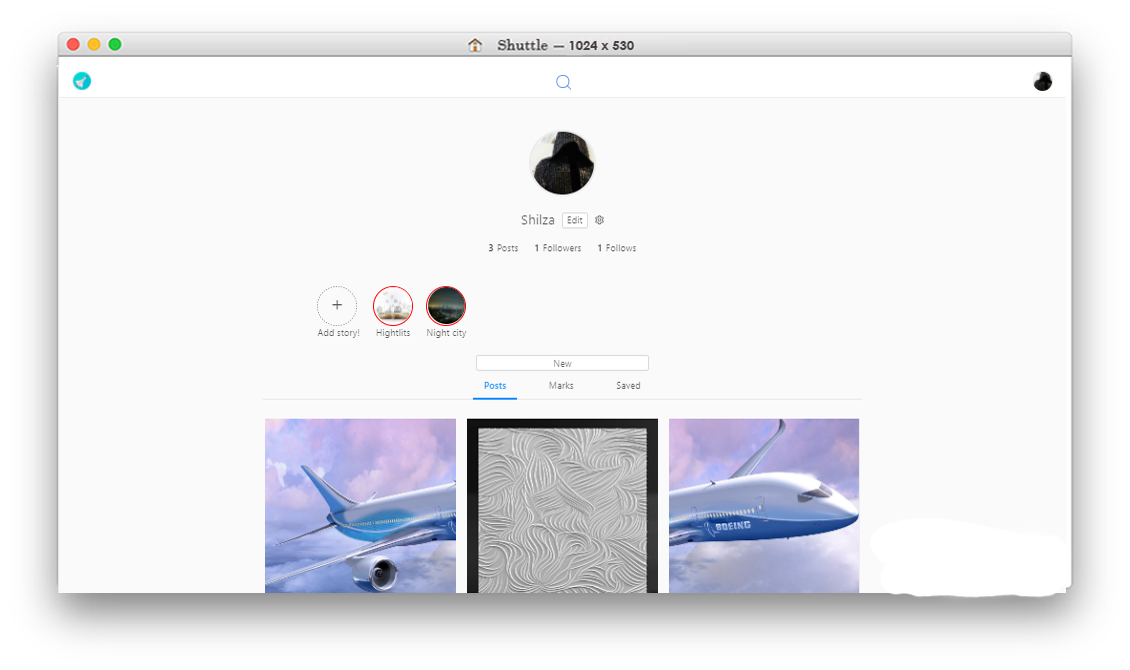 Shuttle — 1024 x 530
Shilza Edit
3 Posts 1 Followers 1 Follows
+
Add story! Hightlits Night city
New
Posts Marks Saved
BOEING